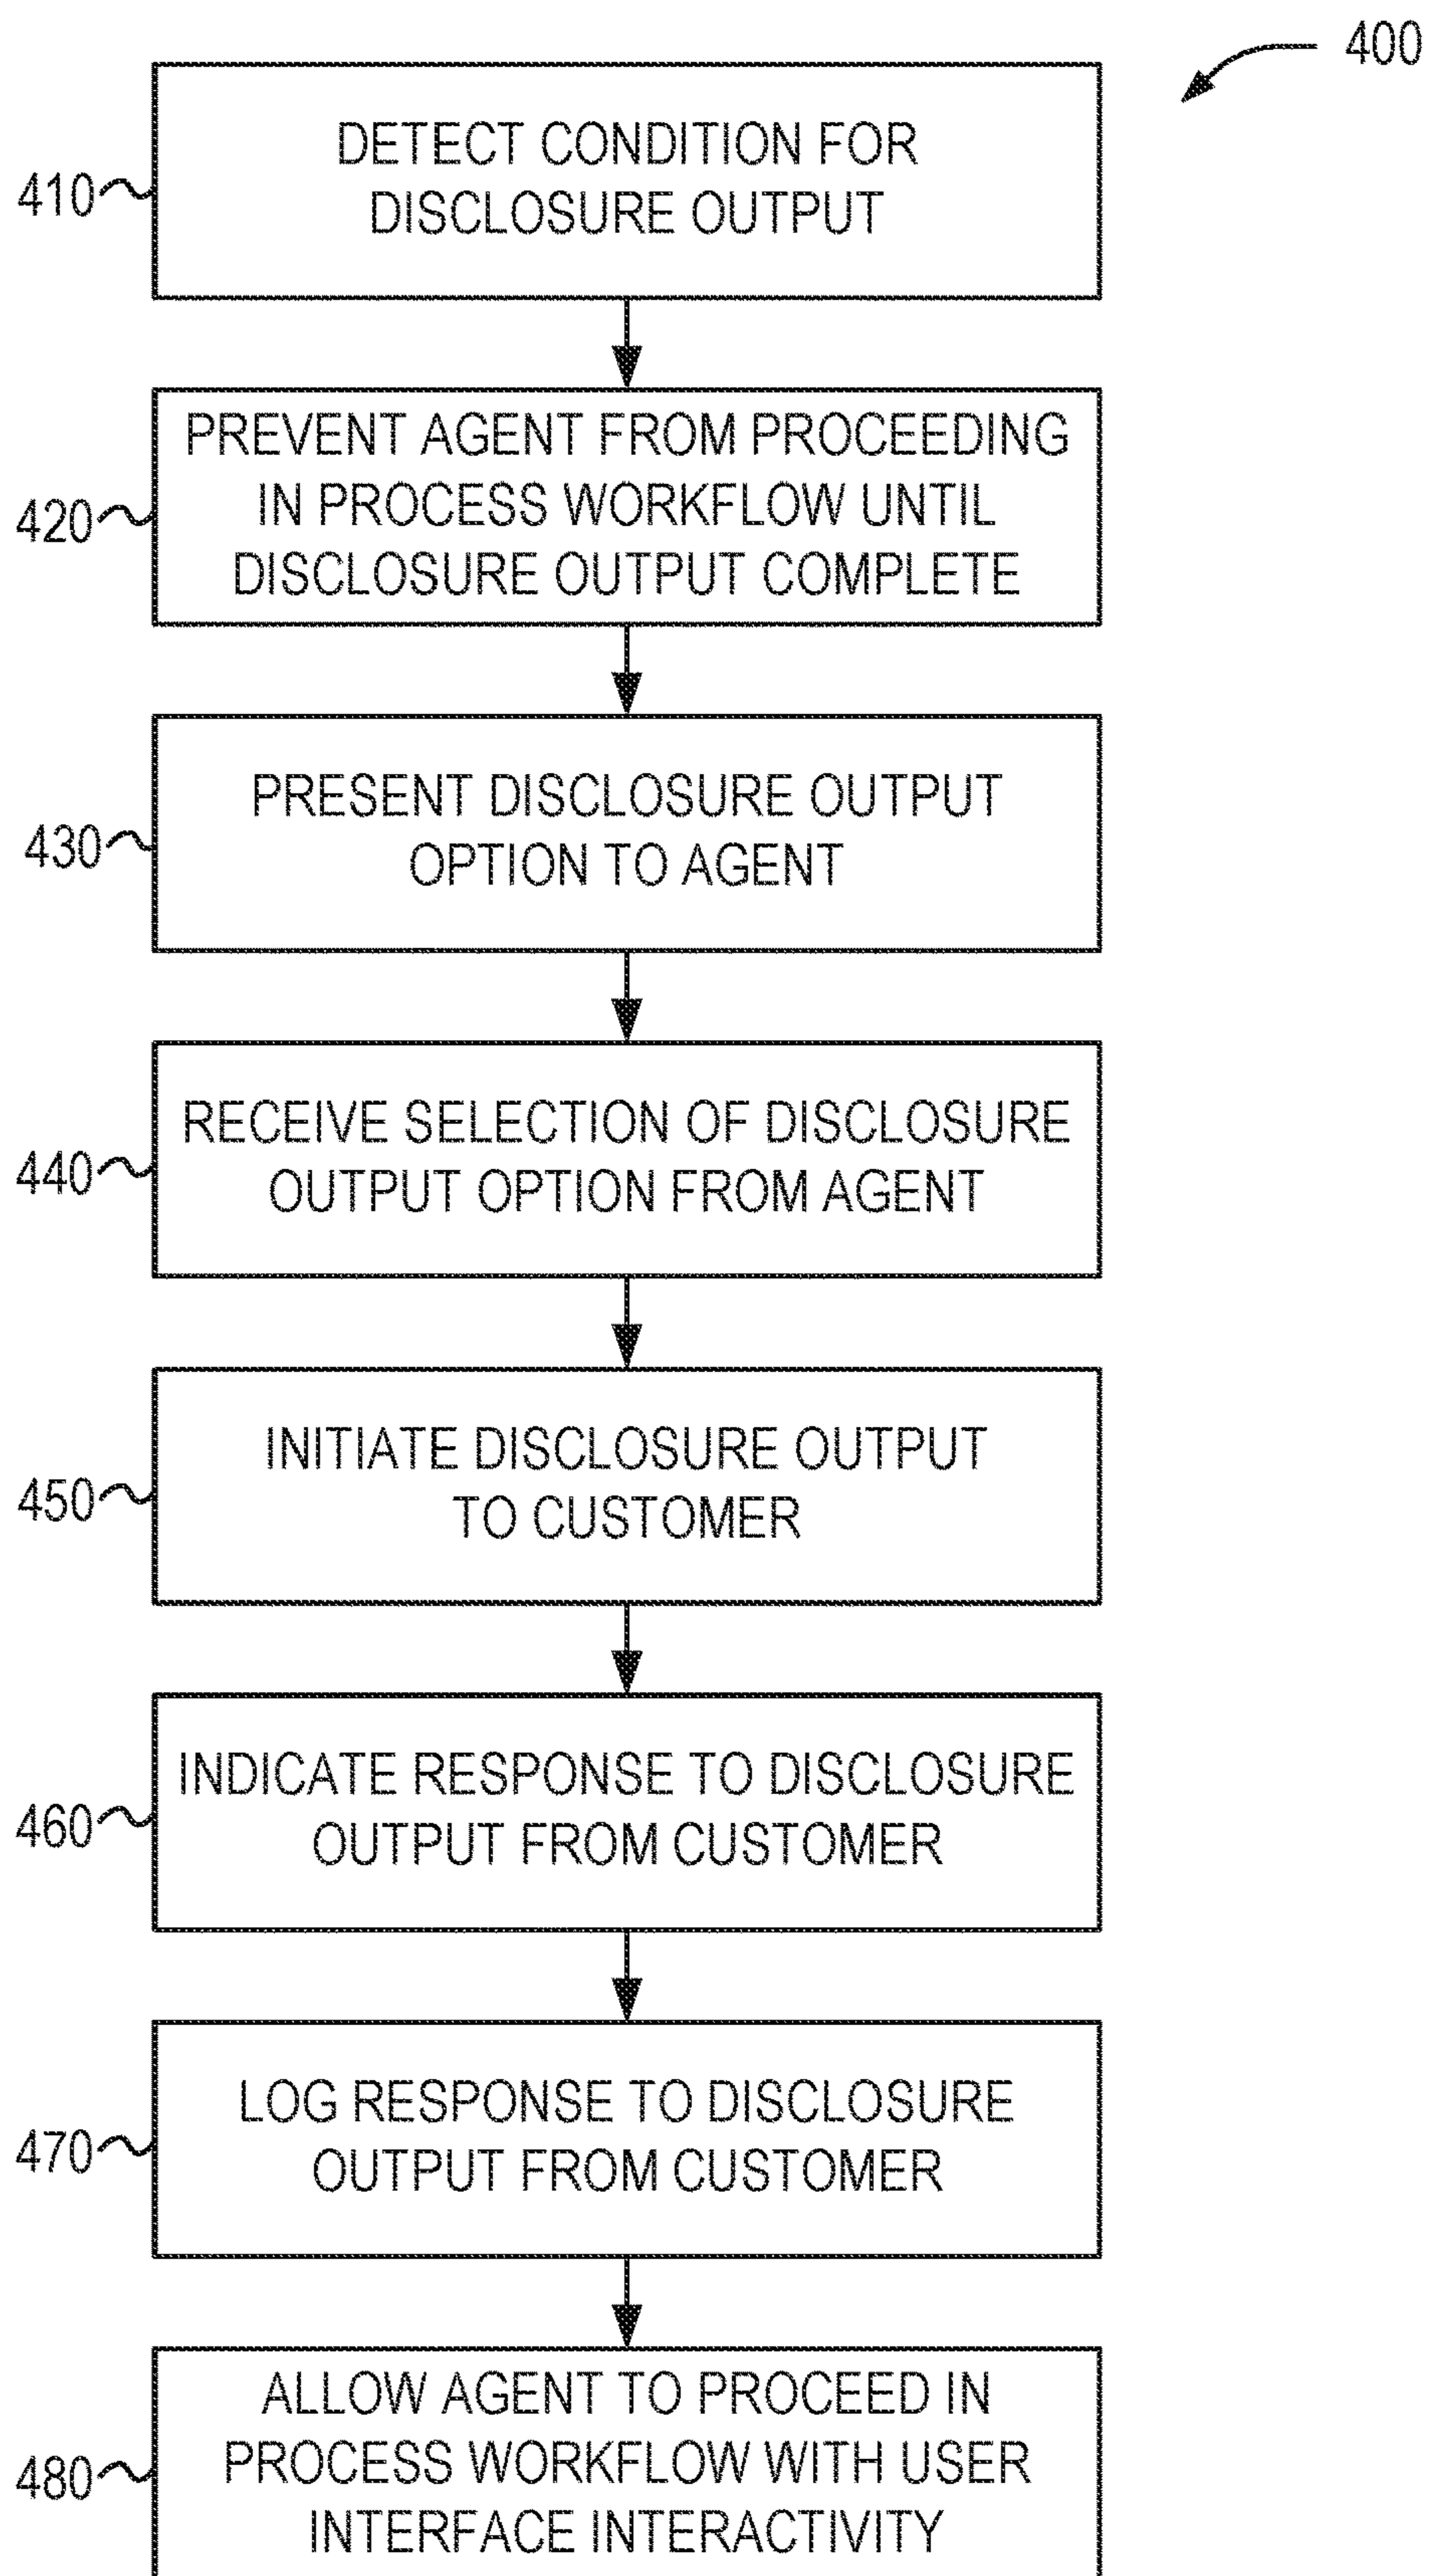 400
DETECT CONDITION FOR
DISCLOSURE OUTPUT
410
PREVENT AGENT FROM PROCEEDING
IN PROCESS WORKFLOW UNTIL
DISCLOSURE OUTPUT COMPLETE
420
PRESENT DISCLOSURE OUTPUT
OPTION TO AGENT
430
RECEIVE SELECTION OF DISCLOSURE
OUTPUT OPTION FROM AGENT
440
INITIATE DISCLOSURE OUTPUT
TO CUSTOMER
450
INDICATE RESPONSE TO DISCLOSURE
OUTPUT FROM CUSTOMER
460
LOG RESPONSE TO DISCLOSURE
OUTPUT FROM CUSTOMER
470
ALLOW AGENT TO PROCEED IN
PROCESS WORKFLOW WITH USER
INTERFACE INTERACTIVITY
480